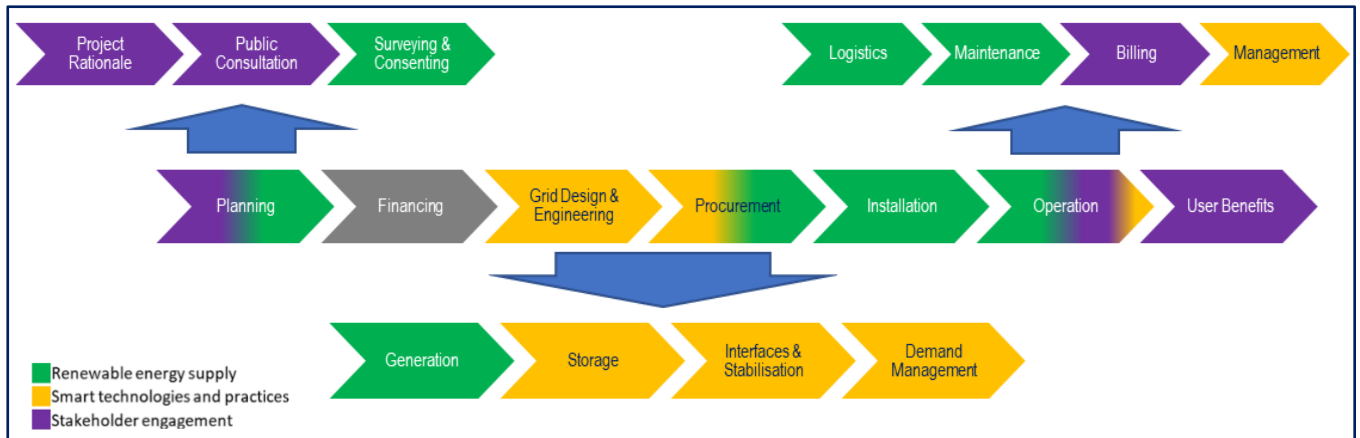 Project
Rationale
Public
Consultation
Surveying &
Consenting
Logistics
Maintenance
Billing
Management
Planning
Financing
Grid Design &
Engineering
Procurement
Installation
Operation
User Benefits
Generation
Storage
Interfaces &
Stabilisation
Demand
Management
Renewable energy supply
Smart technologies and practices
Stakeholder engagement